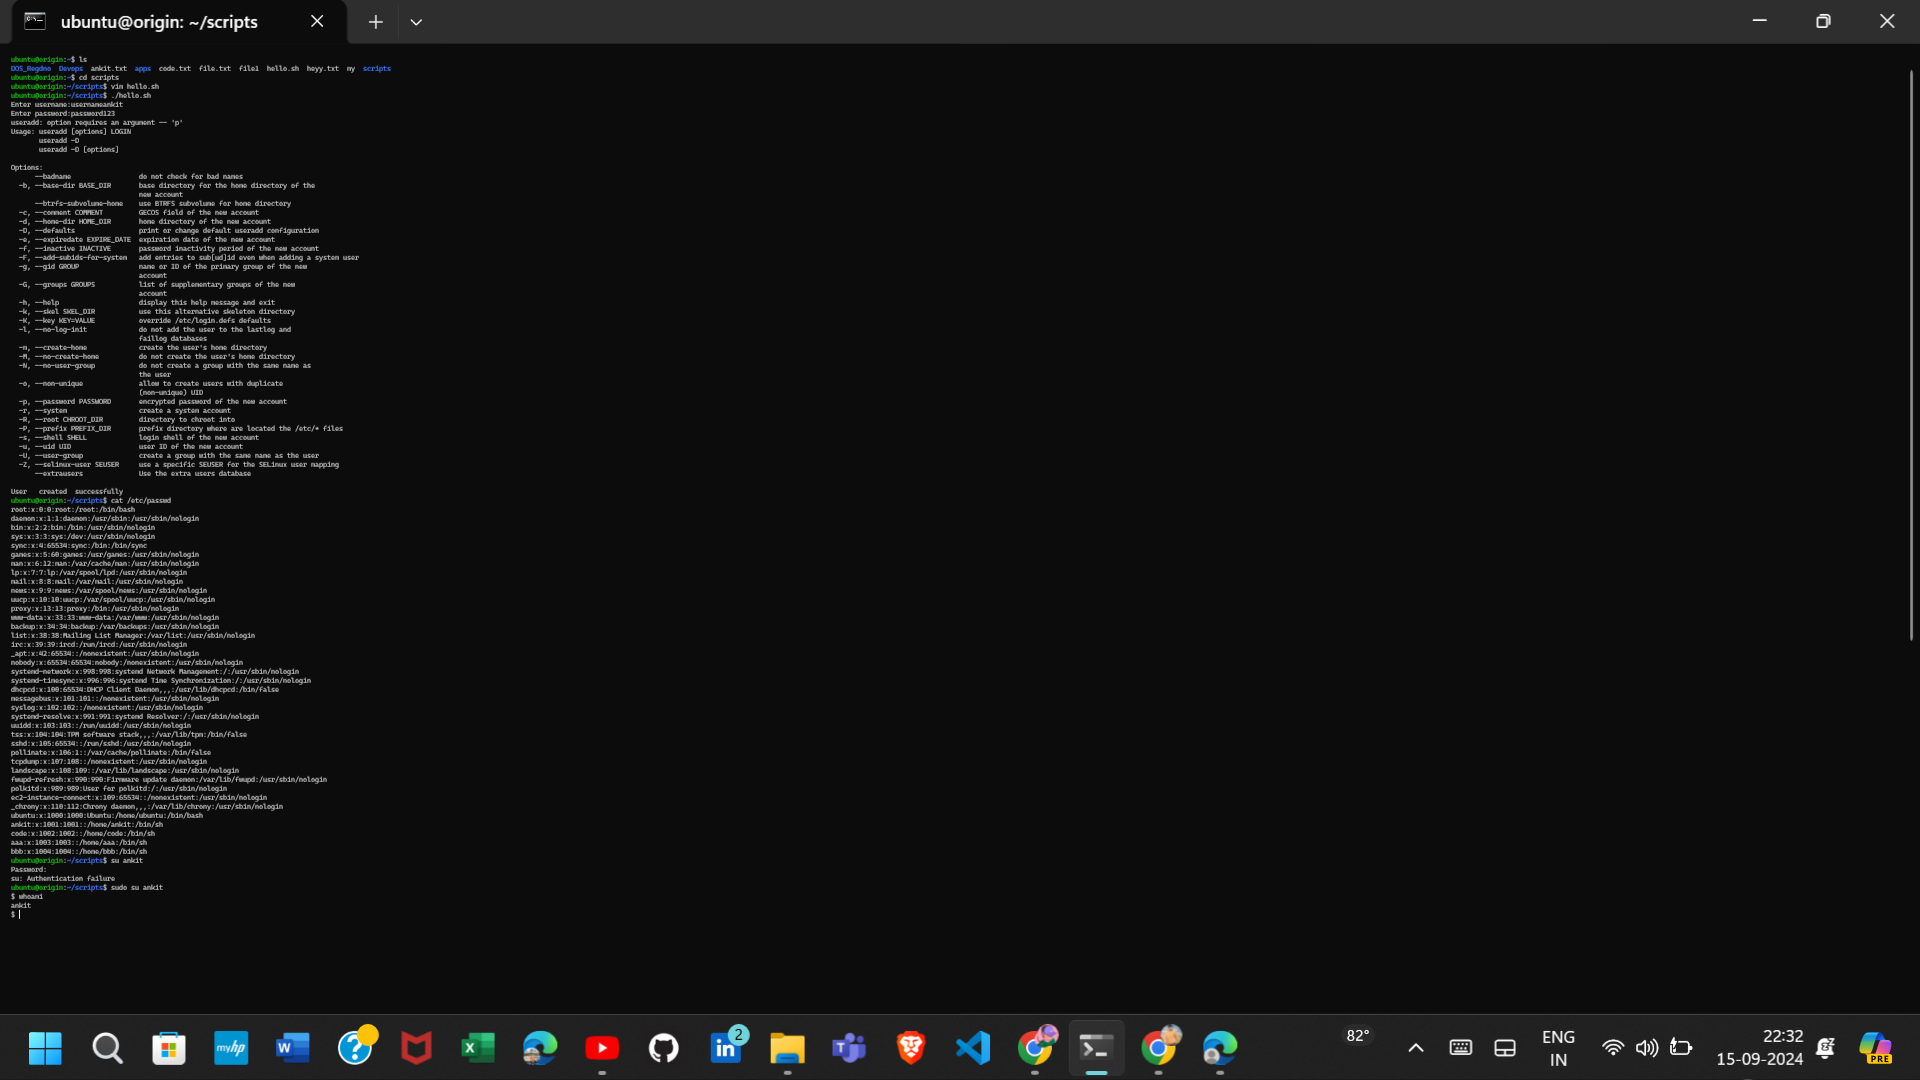 ubuntu@origin: ~/scripts
ubuntu@origin:~$ ls
DOS_Regdno  Devops  ankit.txt  apps  code.txt  file.txt  file1  hello.sh  heyy.txt  my  scripts
ubuntu@origin:~$ cd scripts
ubuntu@origin:~/scripts$ vim hello.sh
ubuntu@origin:~/scripts$ ./hello.sh
Enter username:usernameankit
Enter password:password123
useradd: option requires an argument -- 'p'
Usage: useradd [options] LOGIN
       useradd -D
       useradd -D [options]
Options:
      --badname                 do not check for bad names
  -b, --base-dir BASE_DIR       base directory for the home directory of the
                                new account
      --btrfs-subvolume-home    use BTRFS subvolume for home directory
  -c, --comment COMMENT         GECOS field of the new account
  -d, --home-dir HOME_DIR       home directory of the new account
  -D, --defaults                print or change default useradd configuration
  -e, --expiredate EXPIRE_DATE  expiration date of the new account
  -f, --inactive INACTIVE       password inactivity period of the new account
  -F, --add-subids-for-system   add entries to sub[ud]id even when adding a system user
  -g, --gid GROUP               name or ID of the primary group of the new
                                account
  -G, --groups GROUPS           list of supplementary groups of the new
                                account
  -h, --help                    display this help message and exit
  -k, --skel SKEL_DIR           use this alternative skeleton directory
  -K, --key KEY=VALUE           override /etc/login.defs defaults
  -l, --no-log-init             do not add the user to the lastlog and
                                faillog databases
  -m, --create-home             create the user's home directory
  -M, --no-create-home          do not create the user's home directory
  -N, --no-user-group           do not create a group with the same name as
                                the user
  -o, --non-unique              allow to create users with duplicate
                                (non-unique) UID
  -p, --password PASSWORD       encrypted password of the new account
  -r, --system                  create a system account
  -R, --root CHROOT_DIR         directory to chroot into
  -P, --prefix PREFIX_DIR       prefix directory where are located the /etc/* files
  -s, --shell SHELL             login shell of the new account
  -u, --uid UID                 user ID of the new account
  -U, --user-group              create a group with the same name as the user
  -Z, --selinux-user SEUSER     use a specific SEUSER for the SELinux user mapping
      --extrausers              Use the extra users database
User   created  successfully
ubuntu@origin:~/scripts$ cat /etc/passwd
root:x:0:0:root:/root:/bin/bash
daemon:x:1:1:daemon:/usr/sbin:/usr/sbin/nologin
bin:x:2:2:bin:/bin:/usr/sbin/nologin
sys:x:3:3:sys:/dev:/usr/sbin/nologin
sync:x:4:65534:sync:/bin:/bin/sync
games:x:5:60:games:/usr/games:/usr/sbin/nologin
man:x:6:12:man:/var/cache/man:/usr/sbin/nologin
lp:x:7:7:lp:/var/spool/lpd:/usr/sbin/nologin
mail:x:8:8:mail:/var/mail:/usr/sbin/nologin
news:x:9:9:news:/var/spool/news:/usr/sbin/nologin
uucp:x:10:10:uucp:/var/spool/uucp:/usr/sbin/nologin
proxy:x:13:13:proxy:/bin:/usr/sbin/nologin
www-data:x:33:33:www-data:/var/www:/usr/sbin/nologin
backup:x:34:34:backup:/var/backups:/usr/sbin/nologin
list:x:38:38:Mailing List Manager:/var/list:/usr/sbin/nologin
irc:x:39:39:ircd:/run/ircd:/usr/sbin/nologin
_apt:x:42:65534::/nonexistent:/usr/sbin/nologin
nobody:x:65534:65534:nobody:/nonexistent:/usr/sbin/nologin
systemd-network:x:998:998:systemd Network Management:/:/usr/sbin/nologin
systemd-timesync:x:996:996:systemd Time Synchronization:/:/usr/sbin/nologin
dhcpcd:x:100:65534:DHCP Client Daemon,,,:/usr/lib/dhcpcd:/bin/false
messagebus:x:101:101::/nonexistent:/usr/sbin/nologin
syslog:x:102:102::/nonexistent:/usr/sbin/nologin
systemd-resolve:x:991:991:systemd Resolver:/:/usr/sbin/nologin
uuidd:x:103:103::/run/uuidd:/usr/sbin/nologin
tss:x:104:104:TPM software stack,,,:/var/lib/tpm:/bin/false
sshd:x:105:65534::/run/sshd:/usr/sbin/nologin
pollinate:x:106:1::/var/cache/pollinate:/bin/false
tcpdump:x:107:108::/nonexistent:/usr/sbin/nologin
landscape:x:108:109::/var/lib/landscape:/usr/sbin/nologin
fwupd-refresh:x:990:990:Firmware update daemon:/var/lib/fwupd:/usr/sbin/nologin
polkitd:x:989:989:User for polkitd:/:/usr/sbin/nologin
ec2-instance-connect:x:109:65534::/nonexistent:/usr/sbin/nologin
_chrony:x:110:112:Chrony daemon,,,:/var/lib/chrony:/usr/sbin/nologin
ubuntu:x:1000:1000:Ubuntu:/home/ubuntu:/bin/bash
ankit:x:1001:1001::/home/ankit:/bin/sh
code:x:1002:1002::/home/code:/bin/sh
aaa:x:1003:1003::/home/aaa:/bin/sh
bbb:x:1004:1004::/home/bbb:/bin/sh
ubuntu@origin:~/scripts$ su ankit
Password:
su: Authentication failure
ubuntu@origin:~/scripts$ sudo su ankit
$ whoami
ankit
$
myhp
W
?
X
in
2
T
82°
ENG
IN
22:32
15-09-2024
PRE